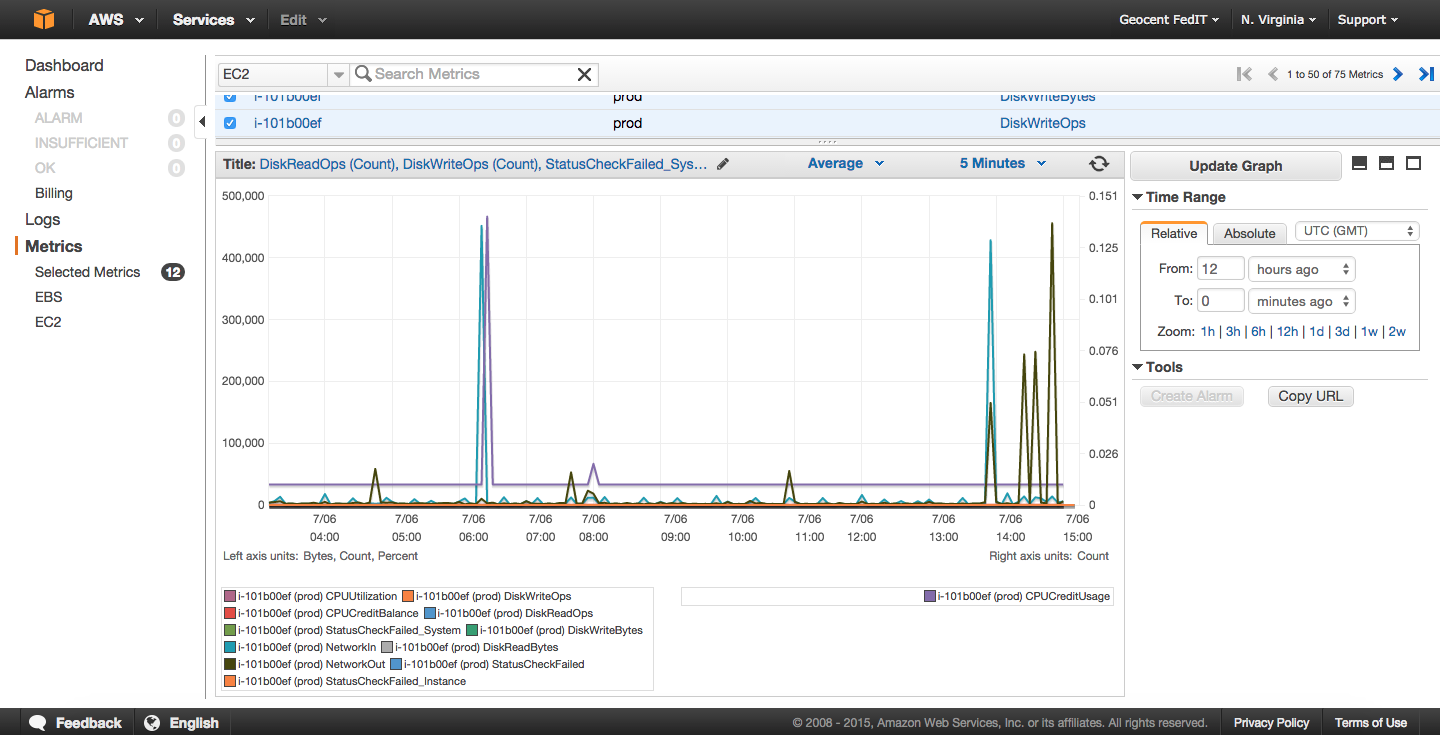 AWS Services Edit Geocent FedIT N. Virginia Support
Dashboard
Alarms
ALARM 0
INSUFFICIENT 0
OK 0
Billing
Logs
Metrics
Selected Metrics 12
EBS
EC2
EC2 Search Metrics 1 to 50 of 75 Metrics
i-101b00ef prod DiskWriteBytes
i-101b00ef prod DiskWriteOps
Title: DiskReadOps (Count), DiskWriteOps (Count), StatusCheckFailed_Sys... Average 5 Minutes
500,000 0.151
400,000 0.125
300,000 0.101
200,000 0.076
0.051
100,000
0.026
0 0
7/06 7/06 7/06 7/06 7/06 7/06 7/06 7/06 7/06 7/06 7/06 7/06
04:00 05:00 06:00 07:00 08:00 09:00 10:00 11:00 12:00 13:00 14:00 15:00
Left axis units: Bytes, Count, Percent Right axis units: Count
i-101b00ef (prod) CPUUtilization i-101b00ef (prod) DiskWriteOps
i-101b00ef (prod) CPUCreditBalance i-101b00ef (prod) DiskReadOps
i-101b00ef (prod) StatusCheckFailed_System i-101b00ef (prod) DiskWriteBytes
i-101b00ef (prod) NetworkIn i-101b00ef (prod) DiskReadBytes
i-101b00ef (prod) NetworkOut i-101b00ef (prod) StatusCheckFailed
i-101b00ef (prod) StatusCheckFailed_Instance
i-101b00ef (prod) CPUCreditUsage
Update Graph
Time Range
Relative Absolute UTC (GMT)
From: 12 hours ago
To: 0 minutes ago
Zoom: 1h | 3h | 6h | 12h | 1d | 3d | 1w | 2w
Tools
Create Alarm Copy URL
Feedback English © 2008 - 2015, Amazon Web Services, Inc. or its affiliates. All rights reserved. Privacy Policy Terms of Use